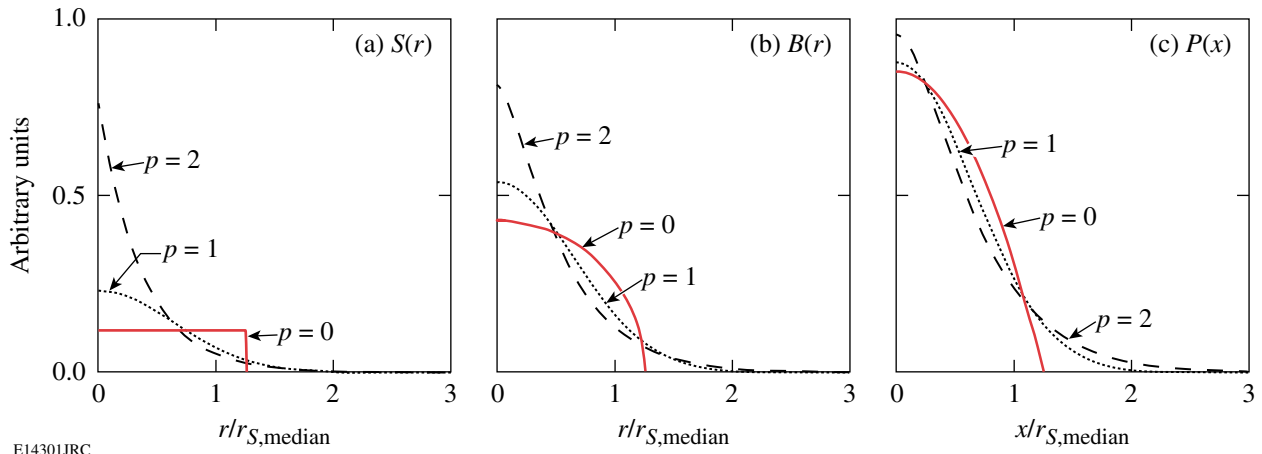 Arbitrary units
1.0
0.5
0.0
(a) S(r)
p = 2
p = 1
p = 0
0 1 2 3
r/rS,median
(b) B(r)
p = 2
p = 0
p = 1
0 1 2 3
r/rS,median
(c) P(x)
p = 1
p = 0
p = 2
0 1 2 3
x/rS,median
E14301JRC